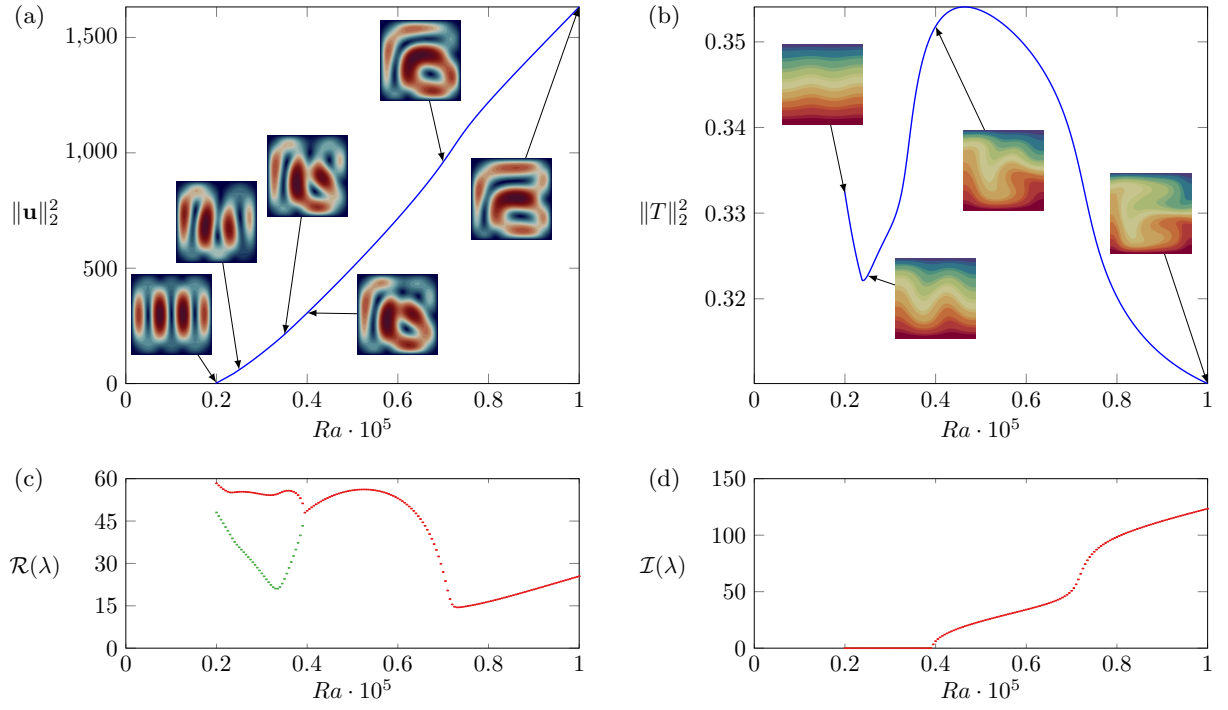 (a)
1,500
1,000
500
0
‖u‖₂²
0 0.2 0.4 0.6 0.8 1
Ra · 10⁵
(b)
0.35
0.34
0.33
0.32
‖T‖₂²
0 0.2 0.4 0.6 0.8 1
Ra · 10⁵
(c)
60
45
30
15
0
ℛ(λ)
0 0.2 0.4 0.6 0.8 1
Ra · 10⁵
(d)
150
100
50
0
ℐ(λ)
0 0.2 0.4 0.6 0.8 1
Ra · 10⁵